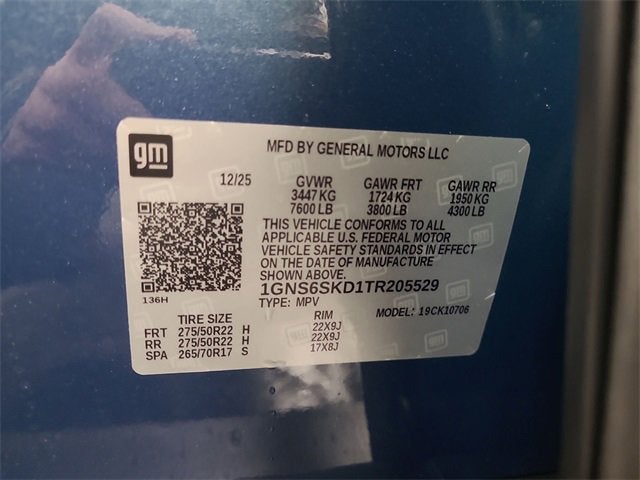 gm
MFD BY GENERAL MOTORS LLC
12/25 GVWR GAWR FRT GAWR RR
3447 KG 1724 KG 1950 KG
7600 LB 3800 LB 4300 LB
THIS VEHICLE CONFORMS TO ALL
APPLICABLE U.S. FEDERAL MOTOR
VEHICLE SAFETY STANDARDS IN EFFECT
ON THE DATE OF MANUFACTURE
SHOWN ABOVE.
1GNS6SKD1TR205529
136H
TYPE: MPV
MODEL: 19CK10706
TIRE SIZE RIM
FRT 275/50R22 H 22X9J
RR 275/50R22 H 22X9J
SPA 265/70R17 S 17X8J